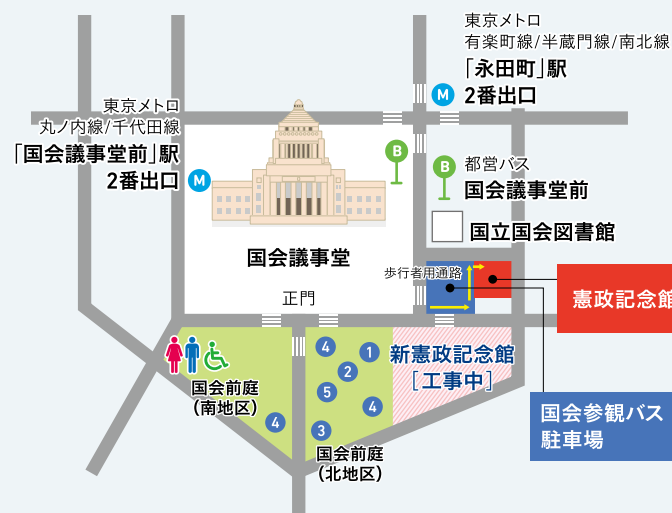 東京メトロ
有楽町線/半蔵門線/南北線
「永田町」駅
2番出口
M
東京メトロ
丸ノ内線/千代田線
「国会議事堂前」駅
2番出口
M
B
B
都営バス
国会議事堂前
国立国会図書館
国会議事堂
歩行者用通路
正門
憲政記念館
新憲政記念館
［工事中］
4
1
2
5
4
3
4
国会前庭
（南地区）
国会前庭
（北地区）
国会参観バス
駐車場